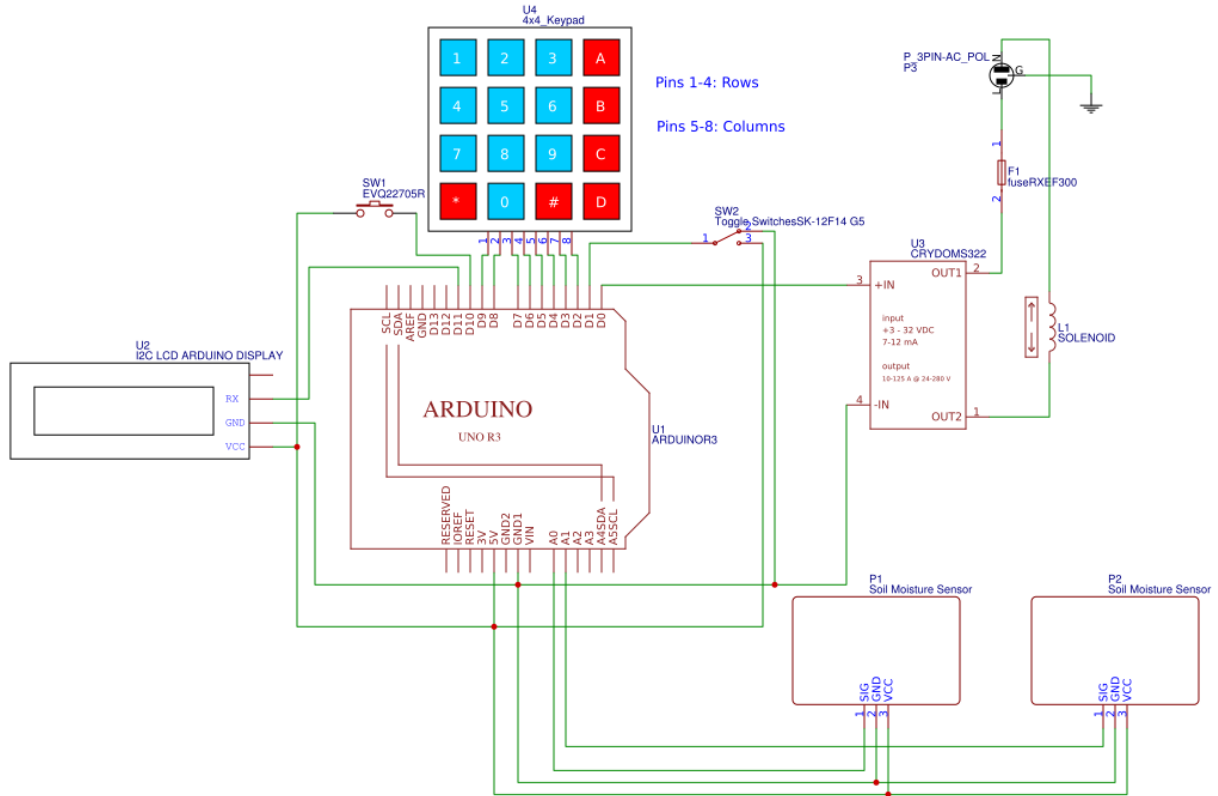 U4
4x4_Keypad
1 2 3 A
4 5 6 B
7 8 9 C
* 0 # D
1 2 3 4 5 6 7 8
Pins 1-4: Rows
Pins 5-8: Columns
P_3PIN-AC_POL
P3
N
G
L
1
F1
fuseRXEF300
2
SW1
EVQ22705R
SW2
Toggle SwitchesSK-12F14 G5
1
2
3
U3
CRYDOMS322
OUT1
2
3
+IN
input
+3 - 32 VDC
7-12 mA
output
10-125 A @ 24-280 V
4
-IN
OUT2
1
L1
SOLENOID
SCL SDA AREF GND D13 D12 D11 D10 D9 D8 D7 D6 D5 D4 D3 D2 D1 D0
U2
I2C LCD ARDUINO DISPLAY
RX
GND
VCC
ARDUINO
UNO R3
U1
ARDUINOR3
RESERVED IOREF RESET 3V 5V GND2 GND1 VIN A0 A1 A2 A3 A4SDA A5SCL
P1
Soil Moisture Sensor
SIG GND VCC
1 2 3
P2
Soil Moisture Sensor
SIG GND VCC
1 2 3